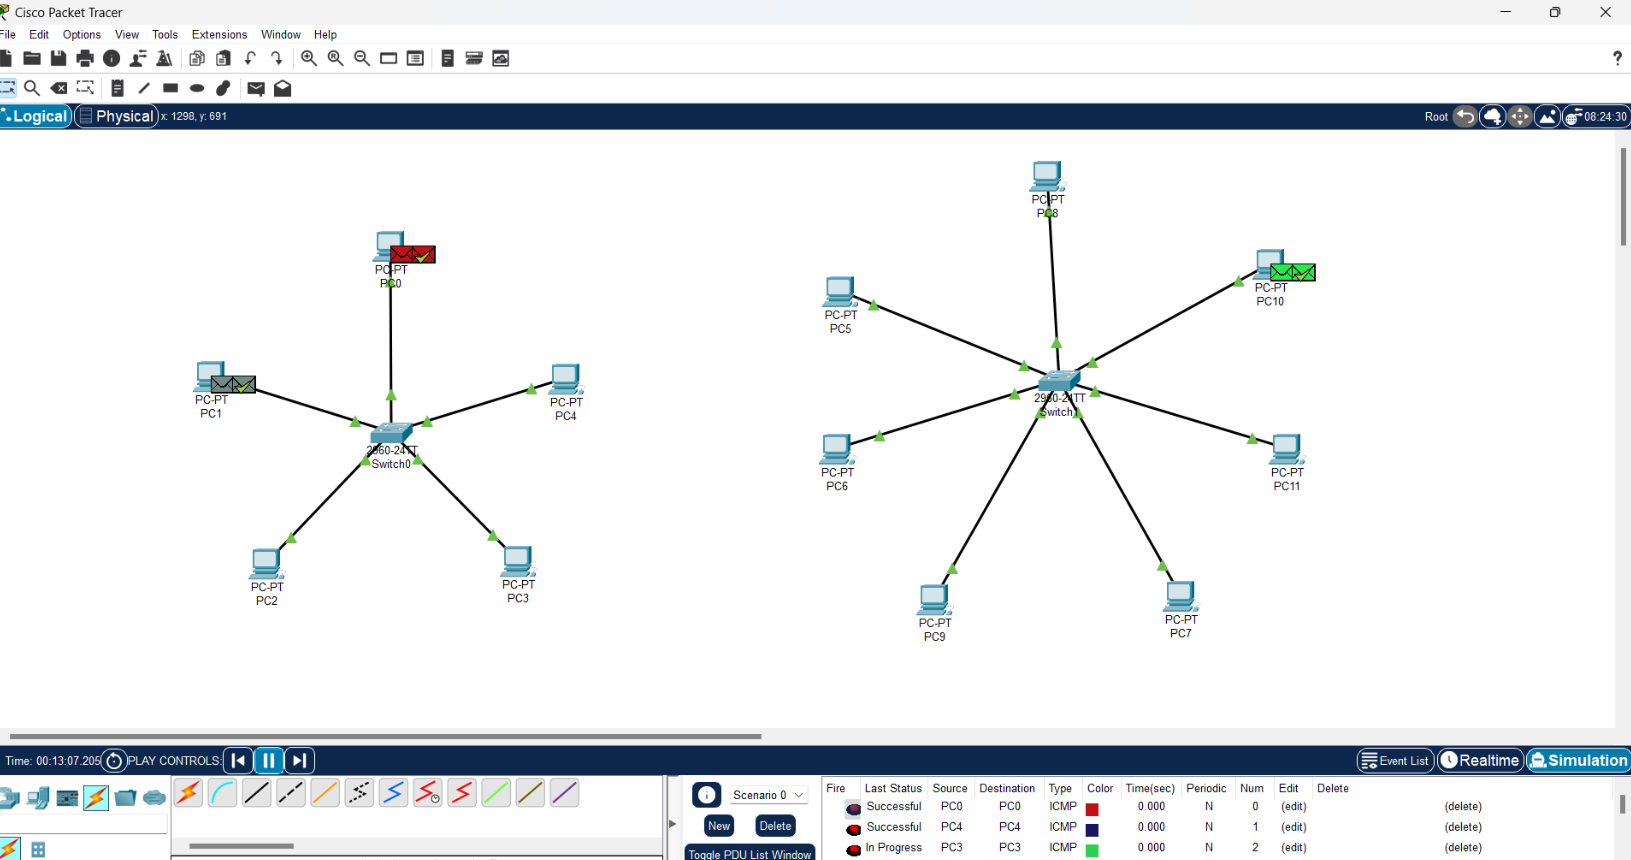 Cisco Packet Tracer
File Edit Options View Tools Extensions Window Help
?
Logical Physical x: 1298, y: 691 Root 08:24:30
PC-PT
PC8
PC-PT
PC0
PC-PT
PC10
PC-PT
PC5
PC-PT
PC1
PC-PT
PC4
2960-24TT
Switch1
2960-24TT
Switch0
PC-PT
PC6
PC-PT
PC11
PC-PT
PC2
PC-PT
PC3
PC-PT
PC9
PC-PT
PC7
Time: 00:13:07.205 PLAY CONTROLS: Event List Realtime Simulation
Scenario 0
New Delete
Toggle PDU List Window
Fire Last Status Source Destination Type Color Time(sec) Periodic Num Edit Delete
Successful PC0 PC0 ICMP 0.000 N 0 (edit) (delete)
Successful PC4 PC4 ICMP 0.000 N 1 (edit) (delete)
In Progress PC3 PC3 ICMP 0.000 N 2 (edit) (delete)